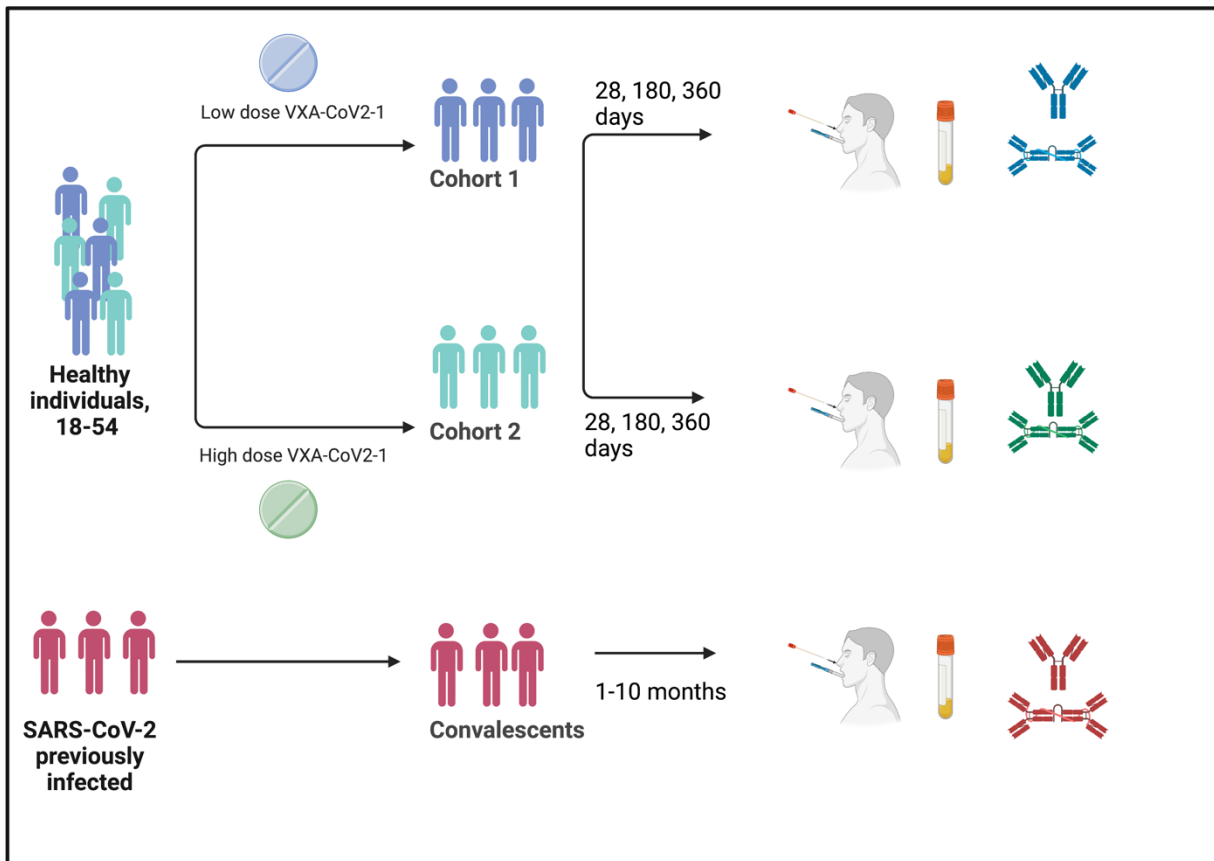 Low dose VXA-CoV2-1
Cohort 1
28, 180, 360
days
Healthy
individuals,
18-54
Cohort 2
28, 180, 360
days
High dose VXA-CoV2-1
SARS-CoV-2
previously
infected
Convalescents
1-10 months